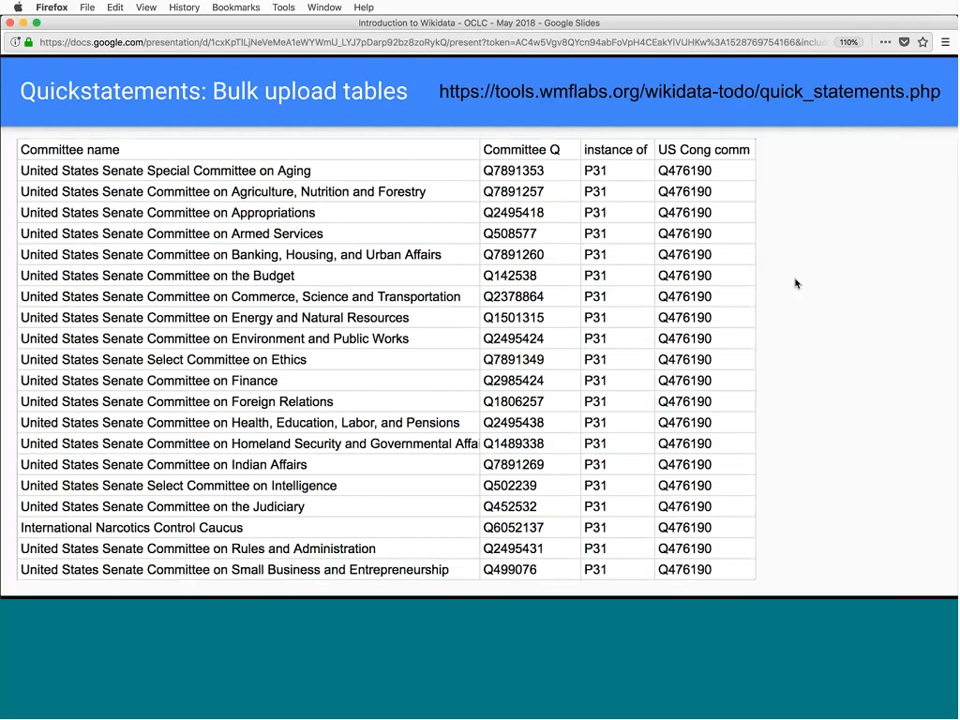 Firefox File Edit View History Bookmarks Tools Window Help
Introduction to Wikidata - OCLC - May 2018 - Google Slides
110%
Quickstatements: Bulk upload tables https://tools.wmflabs.org/wikidata-todo/quick_statements.php
Committee name Committee Q instance of US Cong comm
United States Senate Special Committee on Aging Q7891353 P31 Q476190
United States Senate Committee on Agriculture, Nutrition and Forestry Q7891257 P31 Q476190
United States Senate Committee on Appropriations Q2495418 P31 Q476190
United States Senate Committee on Armed Services Q508577 P31 Q476190
United States Senate Committee on Banking, Housing, and Urban Affairs Q7891260 P31 Q476190
United States Senate Committee on the Budget Q142538 P31 Q476190
United States Senate Committee on Commerce, Science and Transportation Q2378864 P31 Q476190
United States Senate Committee on Energy and Natural Resources Q1501315 P31 Q476190
United States Senate Committee on Environment and Public Works Q2495424 P31 Q476190
United States Senate Select Committee on Ethics Q7891349 P31 Q476190
United States Senate Committee on Finance Q2985424 P31 Q476190
United States Senate Committee on Foreign Relations Q1806257 P31 Q476190
United States Senate Committee on Health, Education, Labor, and Pensions Q2495438 P31 Q476190
United States Senate Committee on Homeland Security and Governmental Affa Q1489338 P31 Q476190
United States Senate Committee on Indian Affairs Q7891269 P31 Q476190
United States Senate Select Committee on Intelligence Q502239 P31 Q476190
United States Senate Committee on the Judiciary Q452532 P31 Q476190
International Narcotics Control Caucus Q6052137 P31 Q476190
United States Senate Committee on Rules and Administration Q2495431 P31 Q476190
United States Senate Committee on Small Business and Entrepreneurship Q499076 P31 Q476190